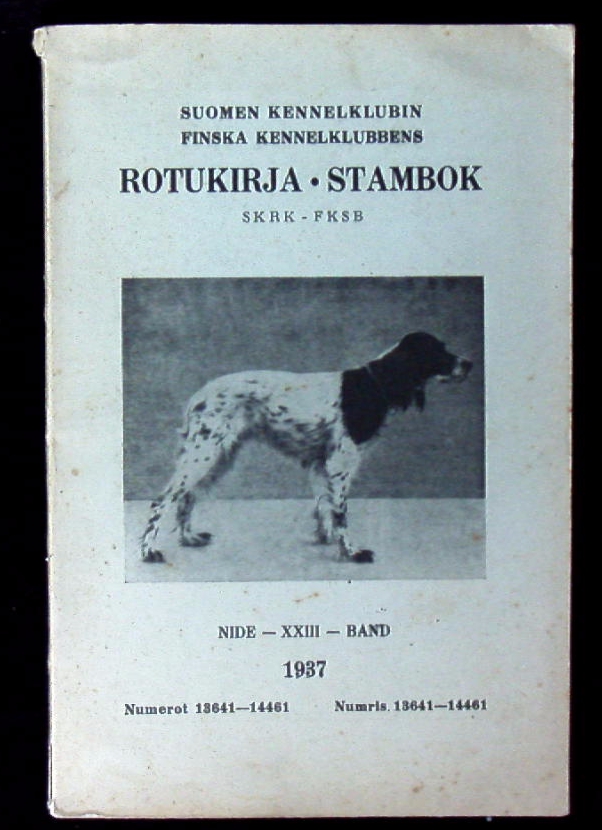 SUOMEN KENNELKLUBIN
FINSKA KENNELKLUBBENS
ROTUKIRJA • STAMBOK
SKRK - FKSB
NIDE — XXIII — BAND
1937
Numerot 13641—14461 Numris. 13641—14461